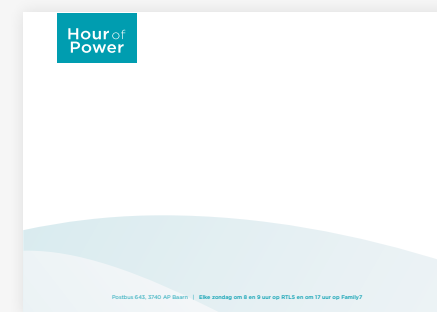 Hour of
Power
Postbus 643, 3740 AP Baarn | Elke zondag om 8 en 9 uur op RTL5 en om 17 uur op Family7